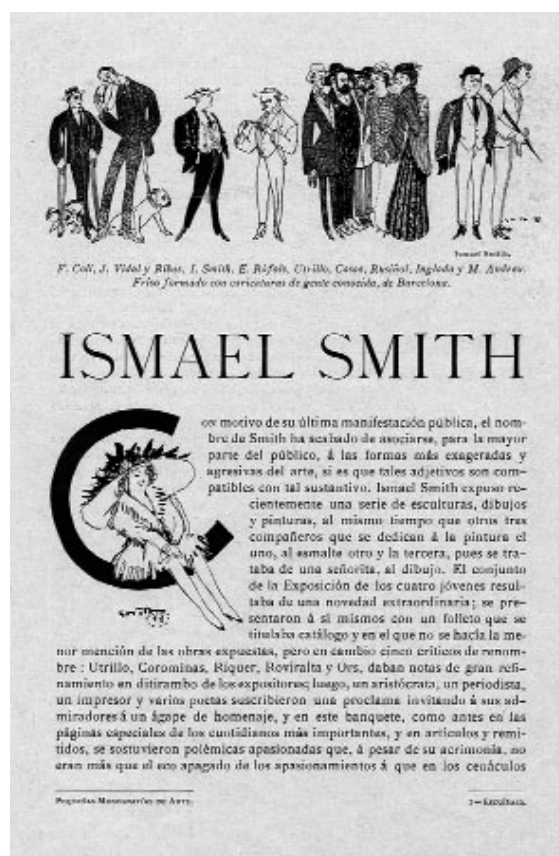 Ismael Smith.
F. Coll, J. Vidal y Ribas, I. Smith, E. Ráfols, Utrillo, Casas, Rusiñol, Inglada y M. Andreu.
Friso formado con caricaturas de gente conocida, de Barcelona.
ISMAEL SMITH
CON motivo de su última manifestación pública, el nom-
bre de Smith ha acabado de asociarse, para la mayor
parte del público, á las formas más exageradas y
agresivas del arte, si es que tales adjetivos son com-
patibles con tal sustantivo. Ismael Smith expuso re-
cientemente una serie de esculturas, dibujos
y pinturas, al mismo tiempo que otros tres
compañeros que se dedican á la pintura el
uno, al esmalte otro y la tercera, pues se tra-
taba de una señorita, al dibujo. El conjunto
de la Exposición de los cuatro jóvenes resul-
taba de una novedad extraordinaria; se pre-
sentaron á sí mismos con un folleto que se
titulaba catálogo y en el que no se hacía la me-
nor mención de las obras expuestas, pero en cambio cinco críticos de renom-
bre: Utrillo, Corominas, Riquer, Roviralta y Ors, daban notas de gran refi-
namiento en ditirambo de los expositores; luego, un aristócrata, un periodista,
un impresor y varios poetas suscribieron una proclama invitando á sus ad-
miradores á un ágape de homenaje, y en este banquete, como antes en las
páginas especiales de los cuotidianos más importantes, y en artículos y remi-
tidos, se sostuvieron polémicas apasionadas que, á pesar de su acrimonia, no
eran más que el eco apagado de los apasionamientos á que en los cenáculos
PEQUEÑAS MONOGRAFÍAS DE ARTE.
1—ESCULTURA.